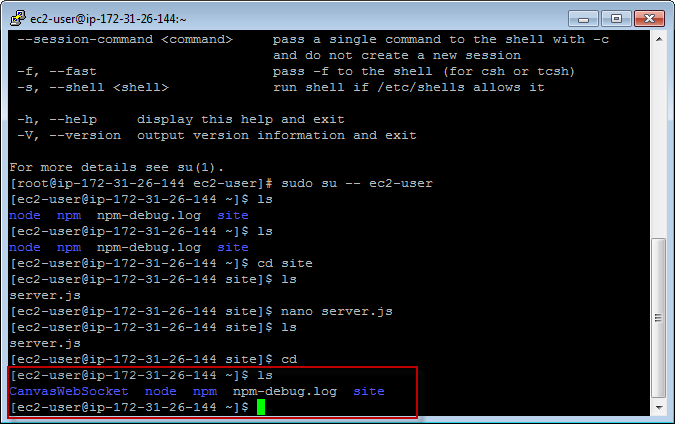 ec2-user@ip-172-31-26-144:~
--session-command <command>     pass a single command to the shell with -c
                                and do not create a new session
-f, --fast                      pass -f to the shell (for csh or tcsh)
-s, --shell <shell>             run shell if /etc/shells allows it
-h, --help     display this help and exit
-V, --version  output version information and exit
For more details see su(1).
[root@ip-172-31-26-144 ec2-user]# sudo su -- ec2-user
[ec2-user@ip-172-31-26-144 ~]$ ls
node  npm  npm-debug.log  site
[ec2-user@ip-172-31-26-144 ~]$ ls
node  npm  npm-debug.log  site
[ec2-user@ip-172-31-26-144 ~]$ cd site
[ec2-user@ip-172-31-26-144 site]$ ls
server.js
[ec2-user@ip-172-31-26-144 site]$ nano server.js
[ec2-user@ip-172-31-26-144 site]$ ls
server.js
[ec2-user@ip-172-31-26-144 site]$ cd
[ec2-user@ip-172-31-26-144 ~]$ ls
CanvasWebSocket  node  npm  npm-debug.log  site
[ec2-user@ip-172-31-26-144 ~]$